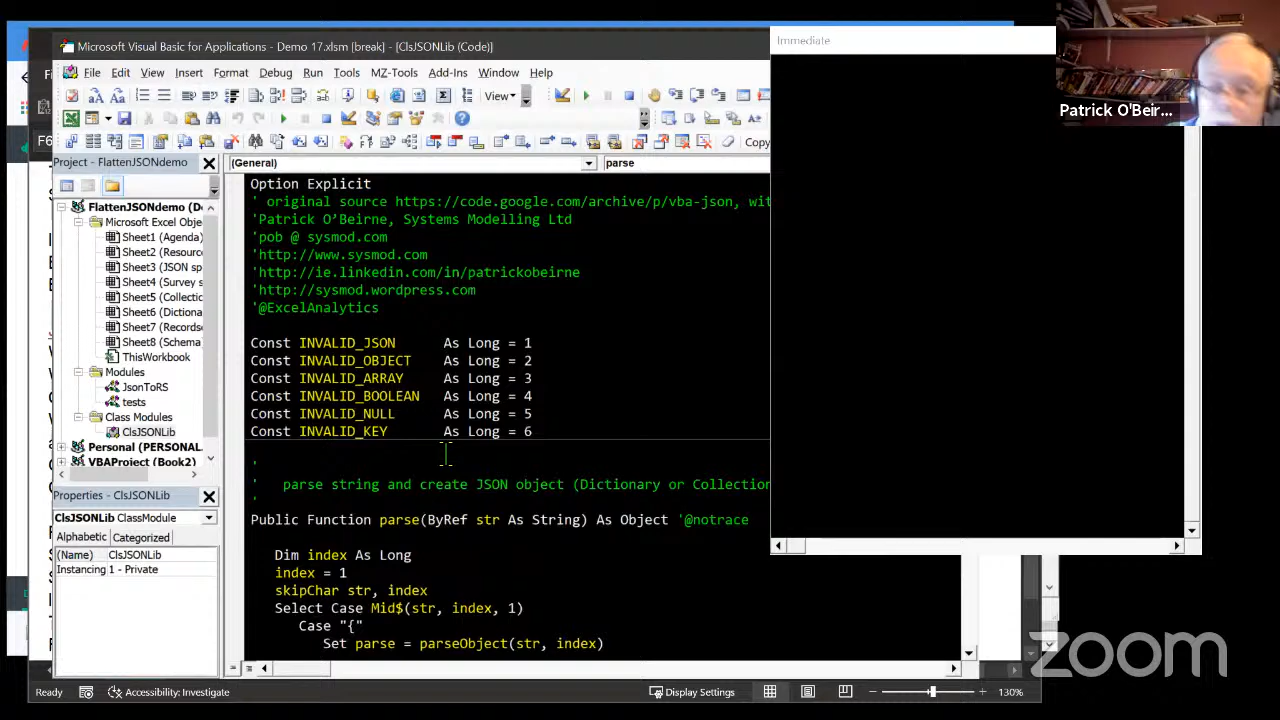 Microsoft Visual Basic for Applications - Demo 17.xlsm [break] - [ClsJSONLib (Code)]
Immediate
Patrick O'Beir...
File Edit View Insert Format Debug Run Tools MZ-Tools Add-Ins Window Help
View
Copy
F6
Project - FlattenJSONdemo
(General)
parse
FlattenJSONdemo (De
Microsoft Excel Obje
Sheet1 (Agenda)
Sheet2 (Resourc
Sheet3 (JSON sp
Sheet4 (Survey s
Sheet5 (Collectic
Sheet6 (Dictiona
Sheet7 (Records
Sheet8 (Schema)
ThisWorkbook
Modules
JsonToRS
tests
Class Modules
ClsJSONLib
Personal (PERSONAL.
VBAProject (Book2)
Properties - ClsJSONLib
ClsJSONLib ClassModule
Alphabetic Categorized
(Name) ClsJSONLib
Instancing 1 - Private
Option Explicit
' original source https://code.google.com/archive/p/vba-json, wit
'Patrick O’Beirne, Systems Modelling Ltd
'pob @ sysmod.com
'http://www.sysmod.com
'http://ie.linkedin.com/in/patrickobeirne
'http://sysmod.wordpress.com
'@ExcelAnalytics
Const INVALID_JSON As Long = 1
Const INVALID_OBJECT As Long = 2
Const INVALID_ARRAY As Long = 3
Const INVALID_BOOLEAN As Long = 4
Const INVALID_NULL As Long = 5
Const INVALID_KEY As Long = 6
'
' parse string and create JSON object (Dictionary or Collection
'
Public Function parse(ByRef str As String) As Object '@notrace
Dim index As Long
index = 1
skipChar str, index
Select Case Mid$(str, index, 1)
Case "{"
Set parse = parseObject(str, index)
Ready
Accessibility: Investigate
Display Settings
130%
zoom